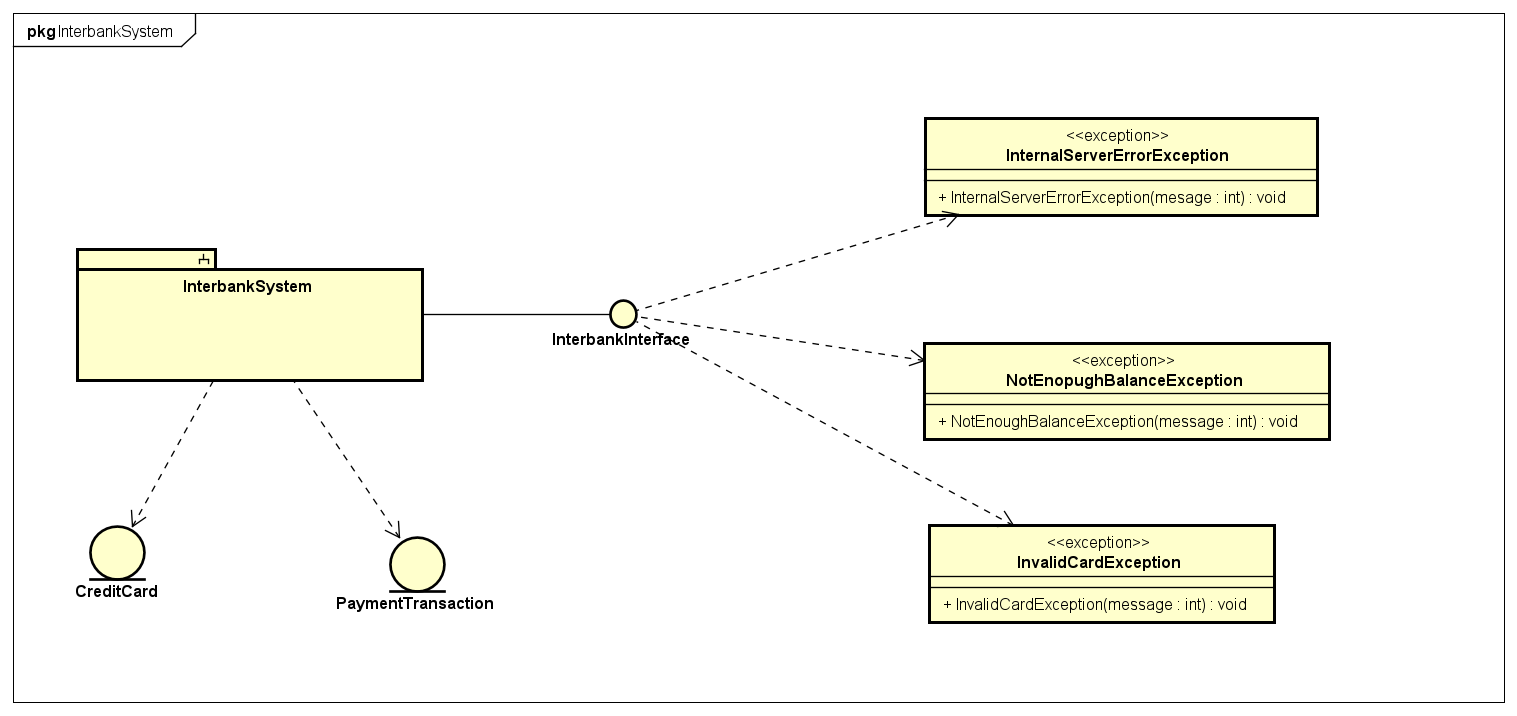 pkg InterbankSystem
<<exception>>
InternalServerErrorException
+ InternalServerErrorException(mesage : int) : void
InterbankSystem
InterbankInterface
<<exception>>
NotEnopughBalanceException
+ NotEnoughBalanceException(message : int) : void
<<exception>>
InvalidCardException
+ InvalidCardException(message : int) : void
CreditCard
PaymentTransaction